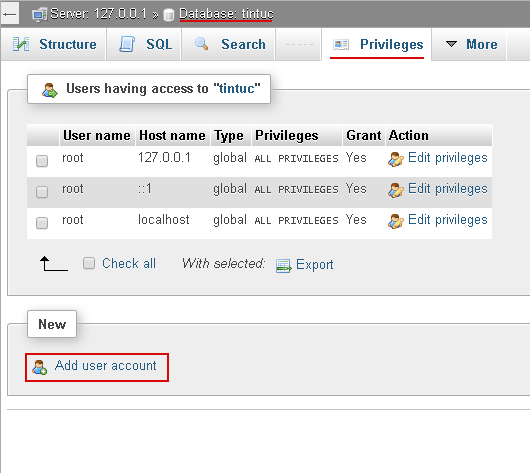 Server: 127.0.0.1 » Database: tintuc
Structure SQL Search Privileges More
Users having access to "tintuc"
User name Host name Type Privileges Grant Action
root 127.0.0.1 global ALL PRIVILEGES Yes Edit privileges
root ::1 global ALL PRIVILEGES Yes Edit privileges
root localhost global ALL PRIVILEGES Yes Edit privileges
Check all With selected: Export
New
Add user account